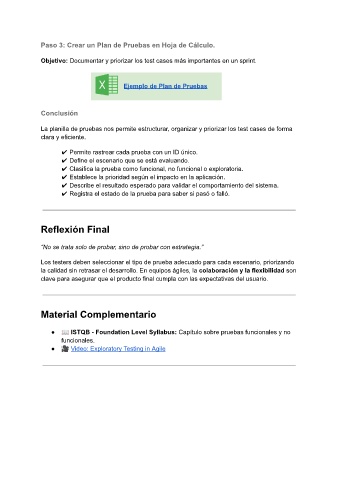 Paso 3: Crear un Plan de Pruebas en Hoja de Cálculo.
Objetivo: Documentar y priorizar los test cases más importantes en un sprint.
Ejemplo de Plan de Pruebas
Conclusión
La planilla de pruebas nos permite estructurar, organizar y priorizar los test cases de forma
clara y eficiente.
✔ Permite rastrear cada prueba con un ID único.
✔ Define el escenario que se está evaluando.
✔ Clasifica la prueba como funcional, no funcional o exploratoria.
✔ Establece la prioridad según el impacto en la aplicación.
✔ Describe el resultado esperado para validar el comportamiento del sistema.
✔ Registra el estado de la prueba para saber si pasó o falló.
Reflexión Final
"No se trata solo de probar, sino de probar con estrategia."
Los testers deben seleccionar el tipo de prueba adecuado para cada escenario, priorizando
la calidad sin retrasar el desarrollo. En equipos ágiles, la colaboración y la flexibilidad son
clave para asegurar que el producto final cumpla con las expectativas del usuario.
Material Complementario
● 📖 ISTQB - Foundation Level Syllabus: Capítulo sobre pruebas funcionales y no
funcionales.
● 🎥 Video: Exploratory Testing in Agile